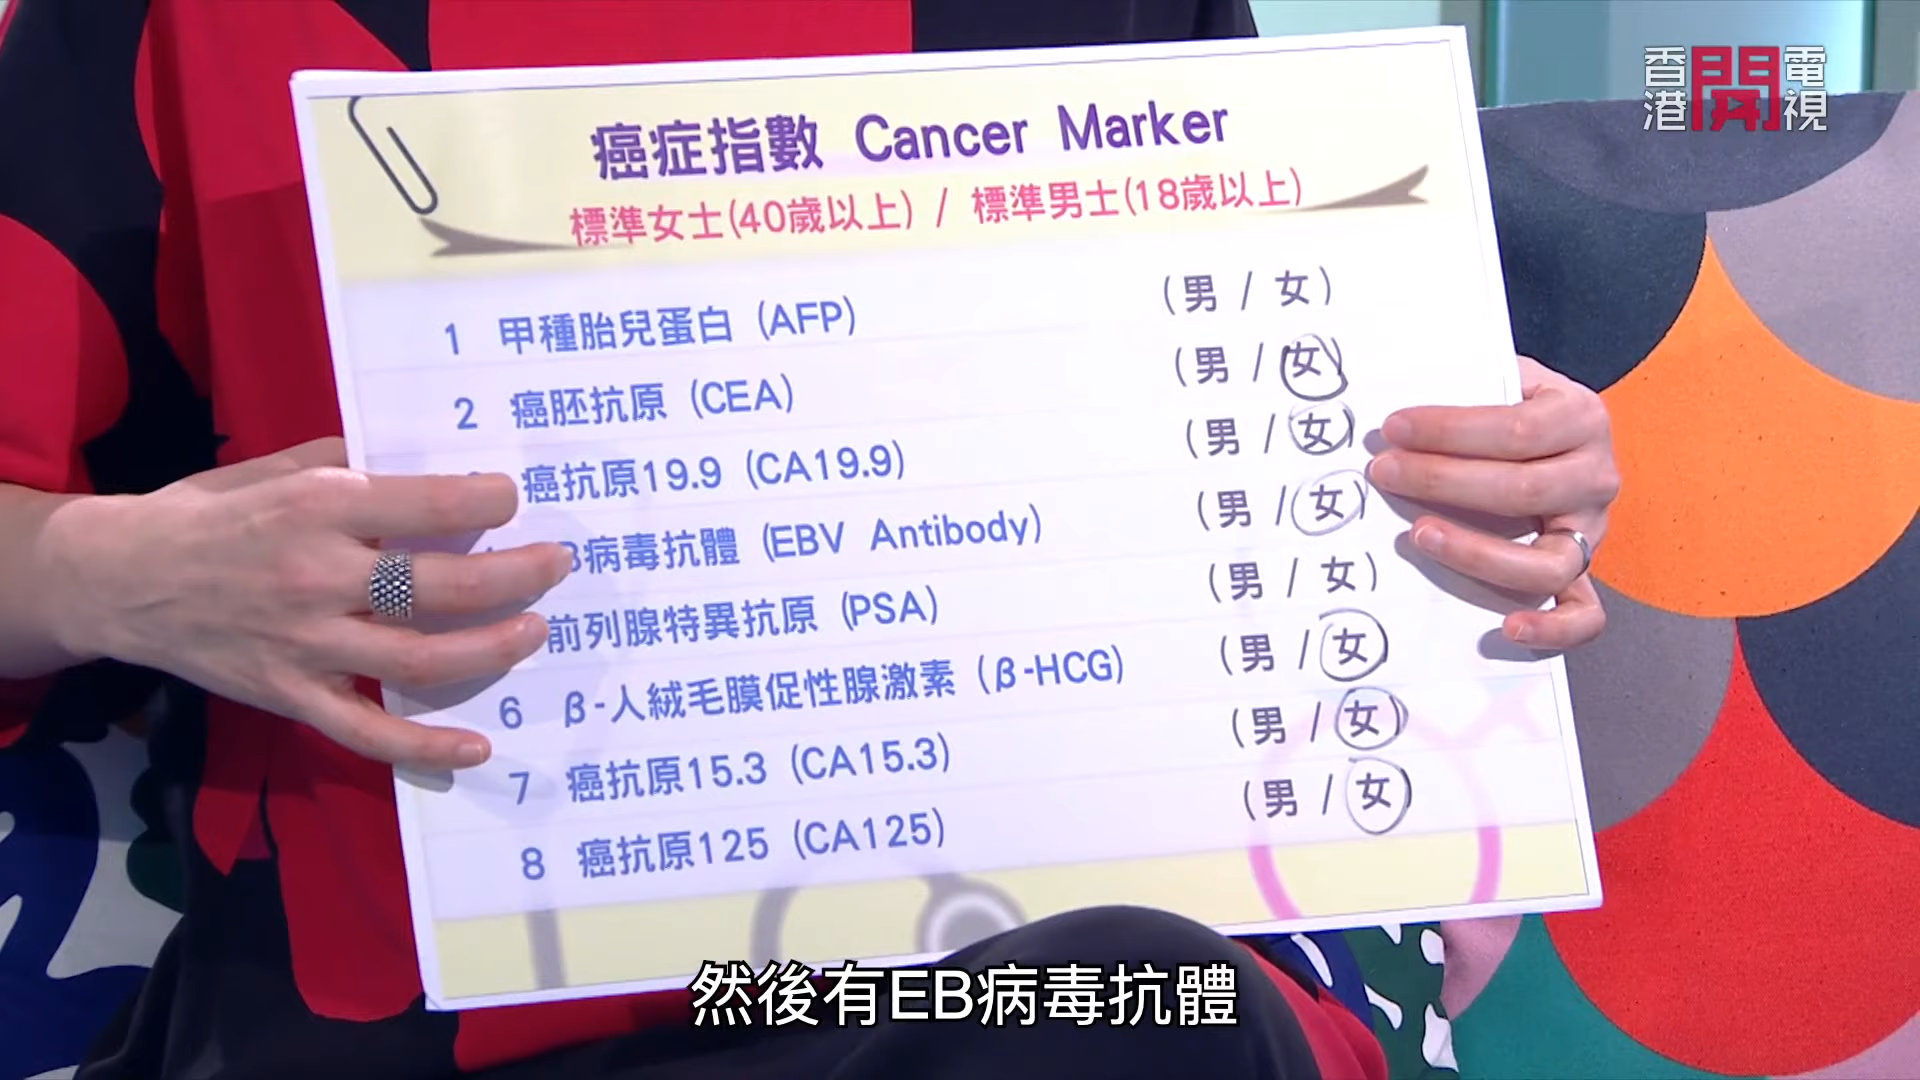 香港開電視
癌症指數 Cancer Marker
標準女士(40歲以上) / 標準男士(18歲以上)
1 甲種胎兒蛋白 (AFP) (男 / 女)
2 癌胚抗原 (CEA) (男 / 女)
癌抗原19.9 (CA19.9) (男 / 女)
B病毒抗體 (EBV Antibody) (男 / 女)
前列腺特異抗原 (PSA) (男 / 女)
6 β-人絨毛膜促性腺激素 (β-HCG) (男 / 女)
7 癌抗原15.3 (CA15.3) (男 / 女)
8 癌抗原125 (CA125) (男 / 女)
然後有EB病毒抗體